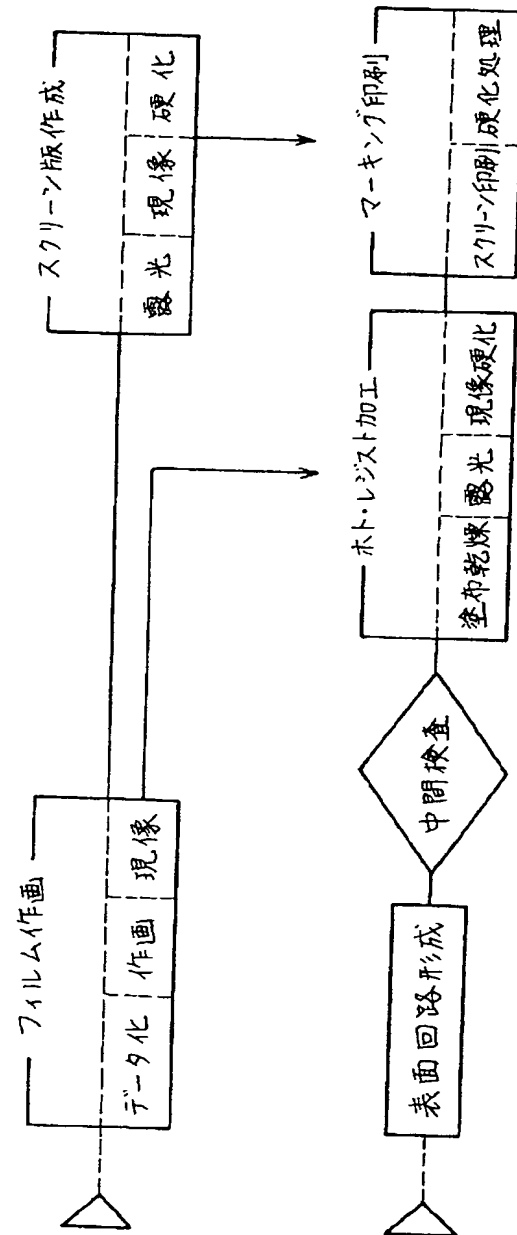 フィルム作画
データ化
作画
現像
スクリーン版作成
露光
現像
硬化
表面回路形成
中間検査
ホト・レジスト加工
塗布乾燥
露光
現像硬化
マーキング印刷
スクリーン印刷
硬化処理